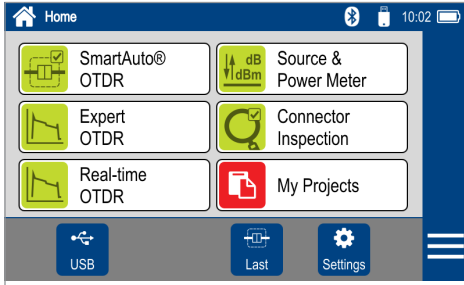 Home
10:02
SmartAuto®
OTDR
dB
dBm
Source &
Power Meter
Expert
OTDR
Connector
Inspection
Real-time
OTDR
My Projects
USB
Last
Settings